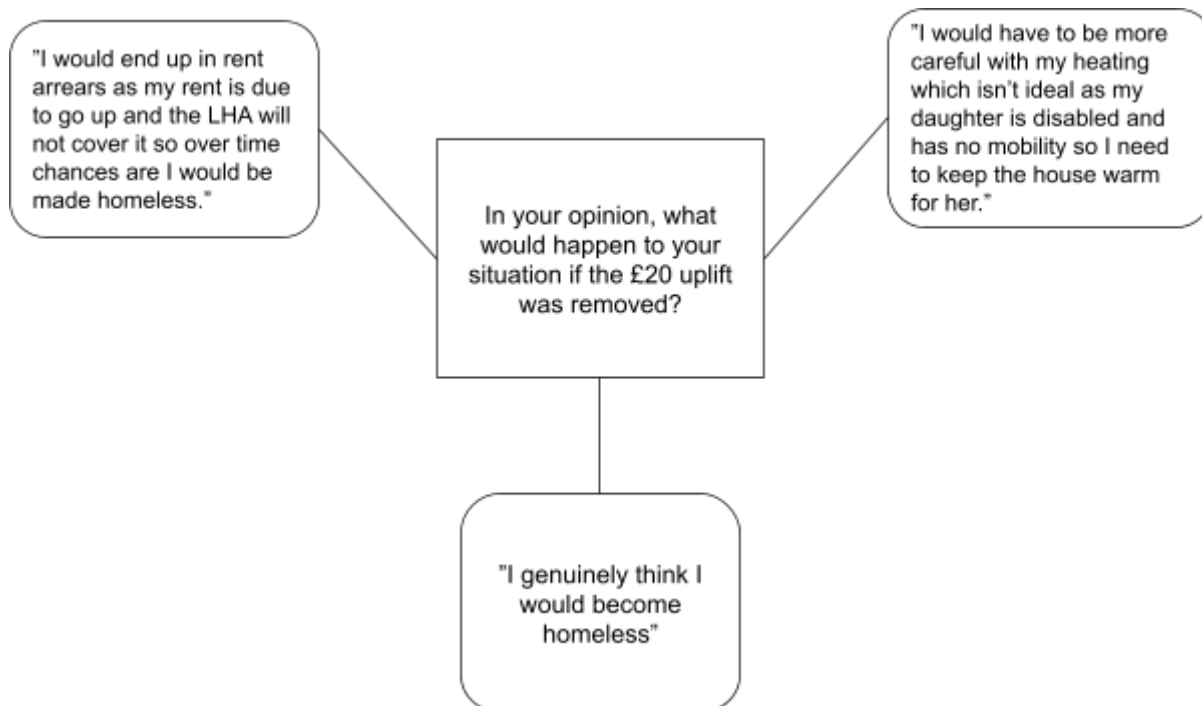 ”I would end up in rent
arrears as my rent is due
to go up and the LHA will
not cover it so over time
chances are I would be
made homeless.”
”I would have to be more
careful with my heating
which isn’t ideal as my
daughter is disabled and
has no mobility so I need
to keep the house warm
for her.”
In your opinion, what
would happen to your
situation if the £20 uplift
was removed?
”I genuinely think I
would become
homeless”